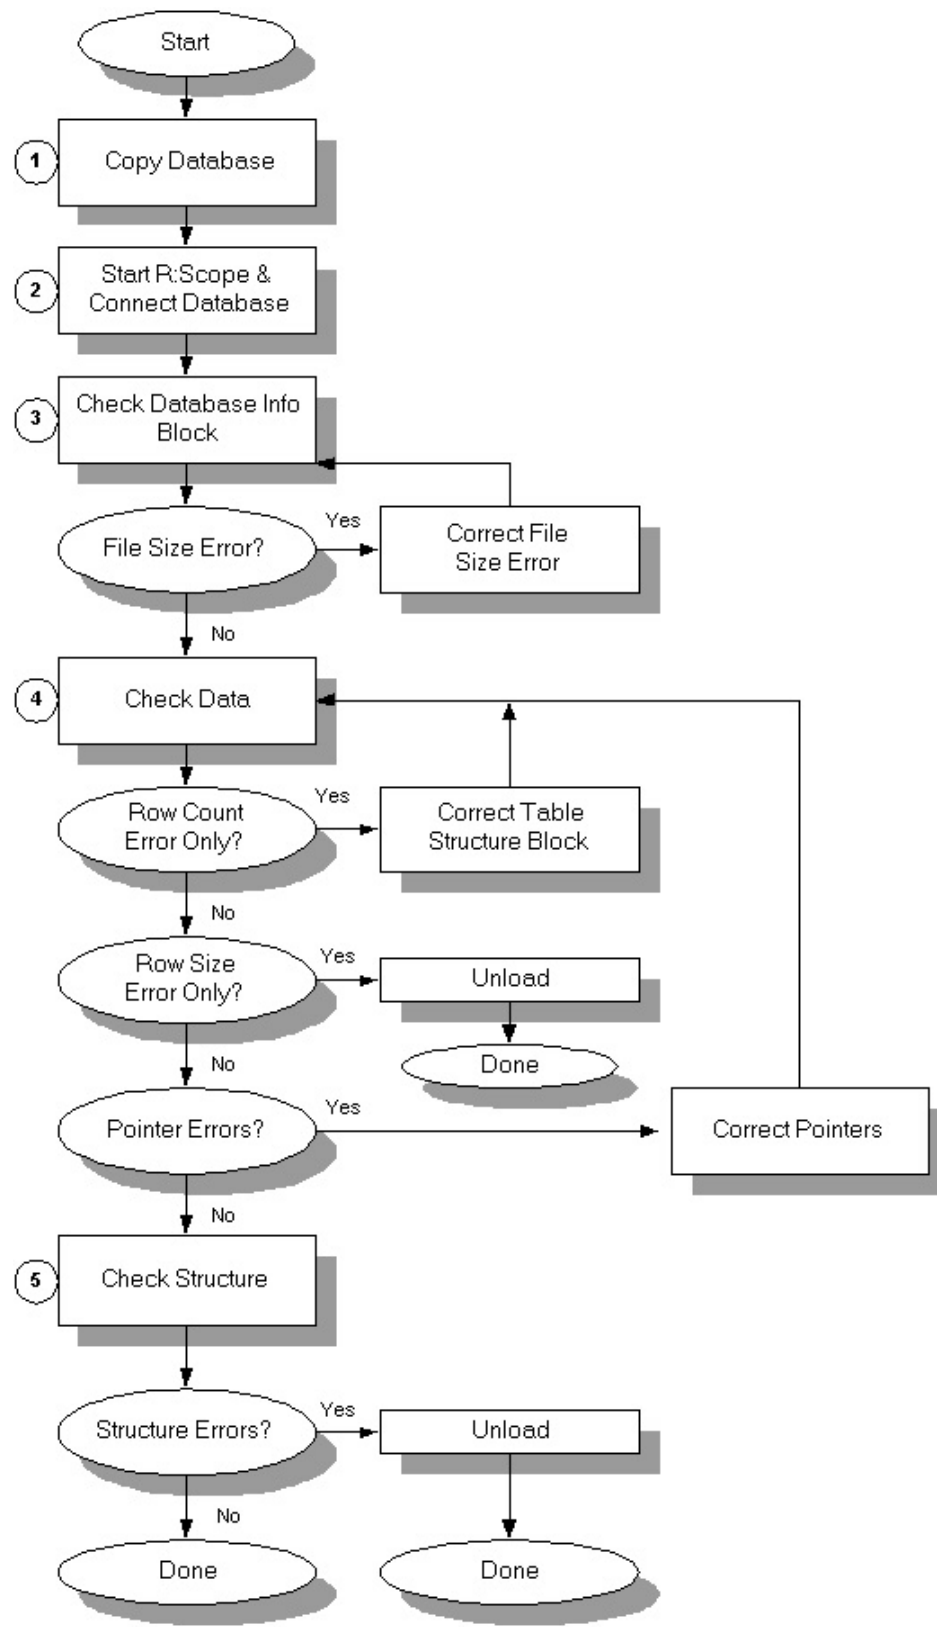 Start
1
Copy Database
2
Start R:Scope &
Connect Database
3
Check Database Info
Block
File Size Error?
Yes
Correct File
Size Error
No
4
Check Data
Row Count
Error Only?
Yes
Correct Table
Structure Block
No
Row Size
Error Only?
Yes
Unload
Done
No
Pointer Errors?
Yes
Correct Pointers
No
5
Check Structure
Structure Errors?
Yes
Unload
No
Done
Done